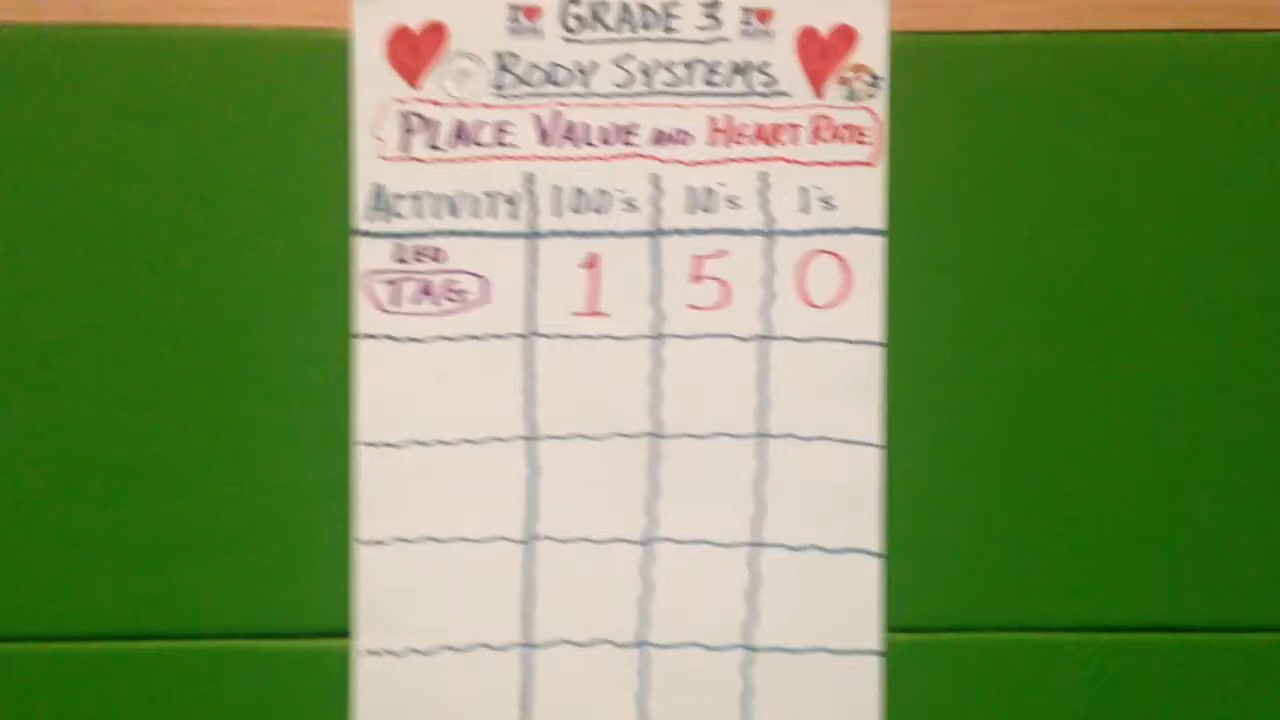 GRADE 3
BODY SYSTEMS
PLACE VALUE AND HEART RATE
ACTIVITY 100's 10's 1's
TAG 1 5 0